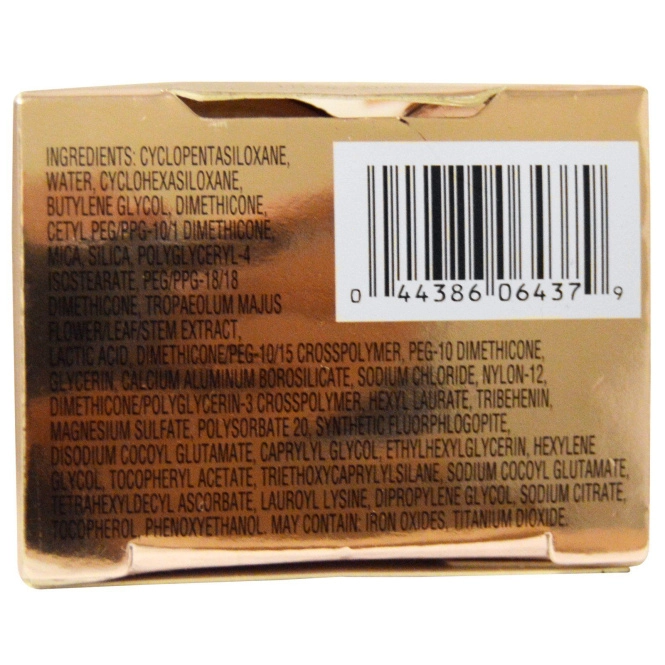 INGREDIENTS: CYCLOPENTASILOXANE,
WATER, CYCLOHEXASILOXANE,
BUTYLENE GLYCOL, DIMETHICONE,
CETYL PEG/PPG-10/1 DIMETHICONE,
MICA, SILICA, POLYGLYCERYL-4
ISOSTEARATE, PEG/PPG-18/18
DIMETHICONE, TROPAEOLUM MAJUS
FLOWER/LEAF/STEM EXTRACT,
LACTIC ACID, DIMETHICONE/PEG-10/15 CROSSPOLYMER, PEG-10 DIMETHICONE,
GLYCERIN, CALCIUM ALUMINUM BOROSILICATE, SODIUM CHLORIDE, NYLON-12,
DIMETHICONE/POLYGLYCERIN-3 CROSSPOLYMER, HEXYL LAURATE, TRIBEHENIN,
MAGNESIUM SULFATE, POLYSORBATE 20, SYNTHETIC FLUORPHLOGOPITE,
DISODIUM COCOYL GLUTAMATE, CAPRYLYL GLYCOL, ETHYLHEXYLGLYCERIN, HEXYLENE
GLYCOL, TOCOPHERYL ACETATE, TRIETHOXYCAPRYLYLSILANE, SODIUM COCOYL GLUTAMATE,
TETRAHEXYLDECYL ASCORBATE, LAUROYL LYSINE, DIPROPYLENE GLYCOL, SODIUM CITRATE,
TOCOPHEROL, PHENOXYETHANOL. MAY CONTAIN: IRON OXIDES, TITANIUM DIOXIDE.
0 44386 06437 9